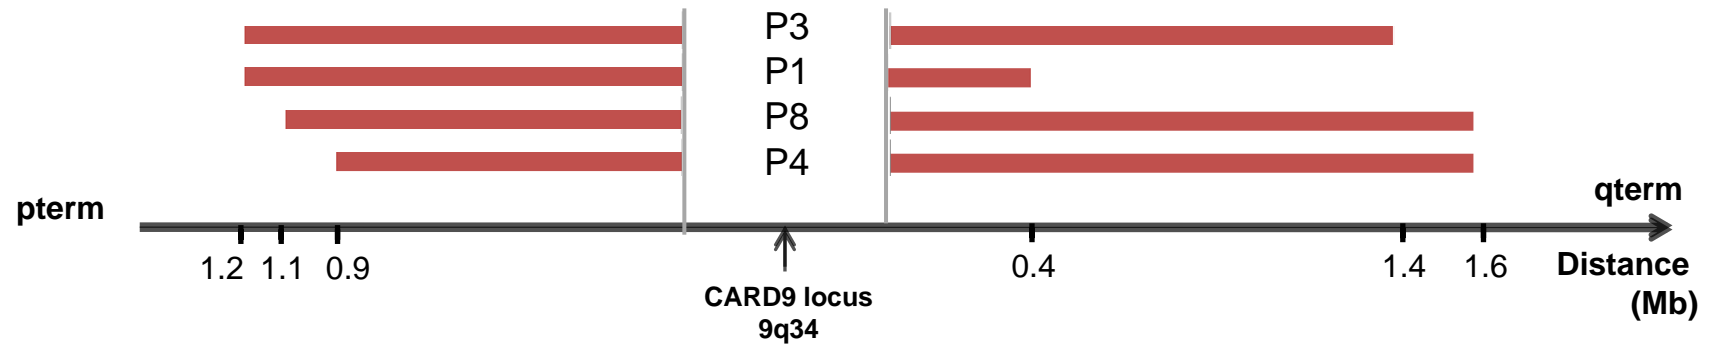 P3
P1
P8
P4
pterm
qterm
1.2 1.1 0.9 0.4 1.4 1.6 Distance
(Mb)
CARD9 locus
9q34